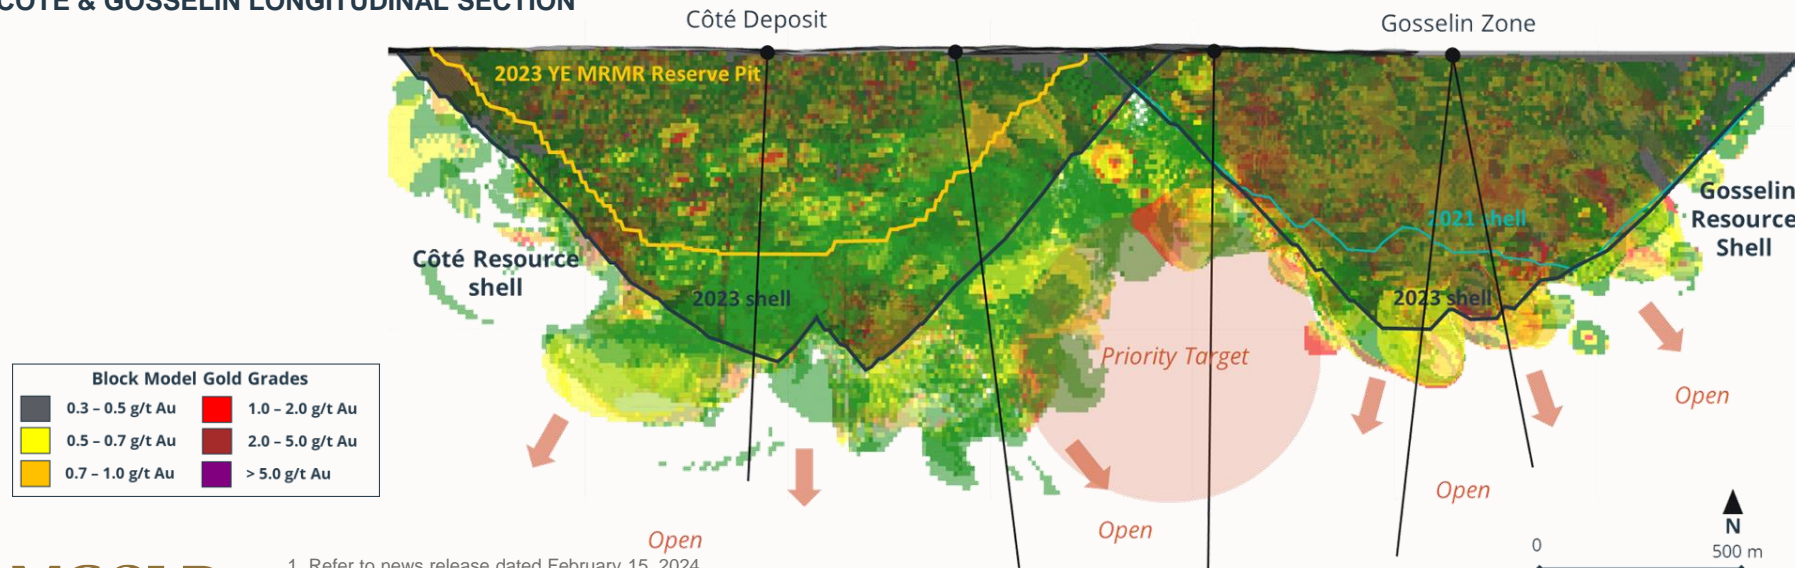 CÔTÉ & GOSSELIN LONGITUDINAL SECTION
Côté Deposit
Gosselin Zone
2023 YE MRMR Reserve Pit
Côté Resource
shell
2023 shell
2021 shell
2023 shell
Gosselin
Resource
Shell
Priority Target
Open
Open
Open
Open
Block Model Gold Grades
0.3 – 0.5 g/t Au
1.0 – 2.0 g/t Au
0.5 – 0.7 g/t Au
2.0 – 5.0 g/t Au
0.7 – 1.0 g/t Au
> 5.0 g/t Au
N
0
500 m
1. Refer to news release dated February 15, 2024